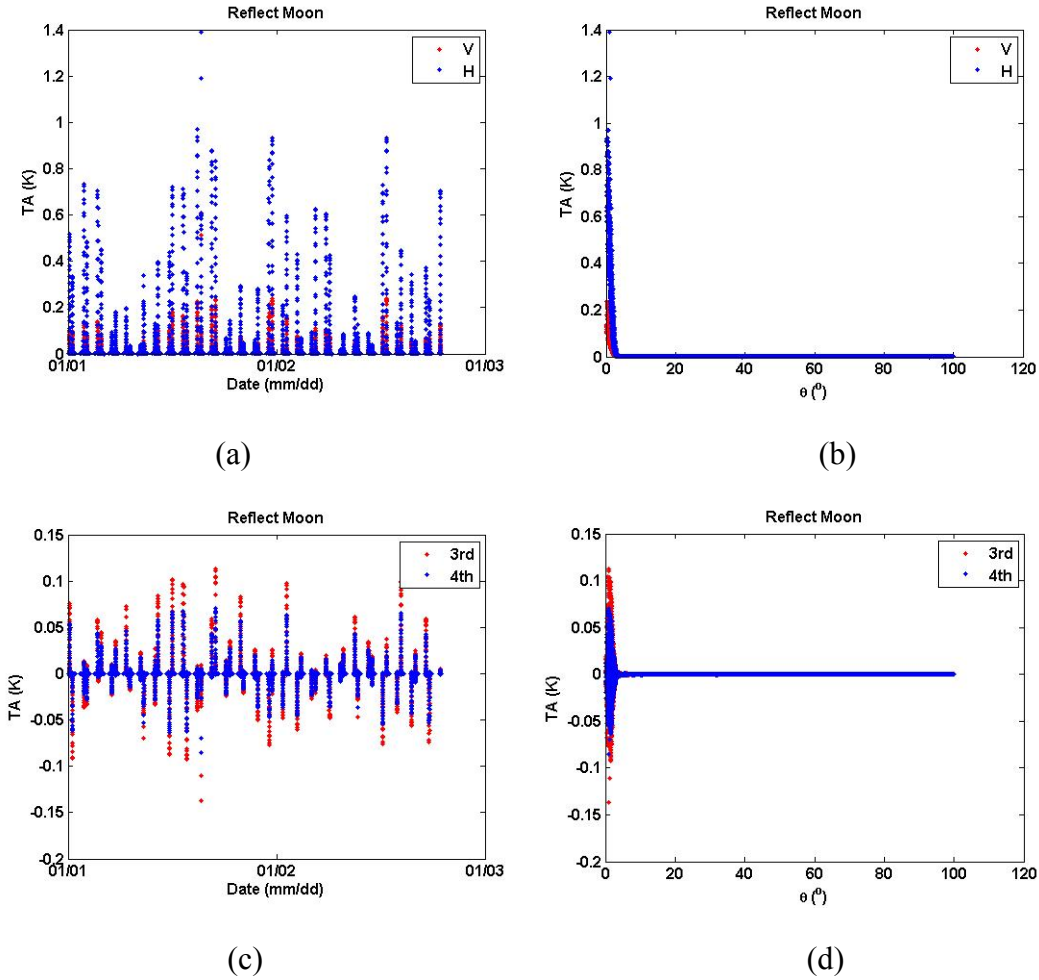 Reflect Moon
1.4
1.2
1
0.8
0.6
0.4
0.2
0
TA (K)
V
H
01/01
01/02
01/03
Date (mm/dd)
(a)
Reflect Moon
1.4
1.2
1
0.8
0.6
0.4
0.2
0
TA (K)
V
H
0
20
40
60
80
100
120
θ (⁰)
(b)
Reflect Moon
0.15
0.1
0.05
0
-0.05
-0.1
-0.15
-0.2
TA (K)
3rd
4th
01/01
01/02
01/03
Date (mm/dd)
(c)
Reflect Moon
0.15
0.1
0.05
0
-0.05
-0.1
-0.15
-0.2
TA (K)
3rd
4th
0
20
40
60
80
100
120
θ (⁰)
(d)